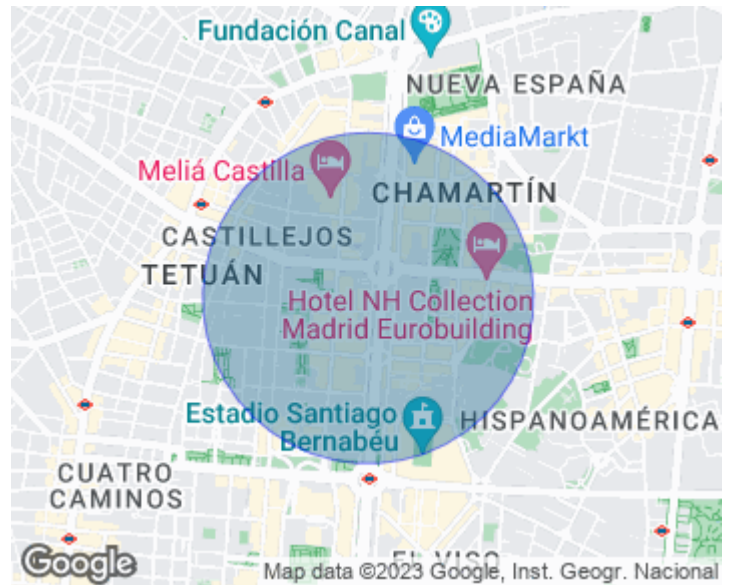 Fundación Canal
NUEVA ESPAÑA
MediaMarkt
Meliá Castilla
CHAMARTÍN
CASTILLEJOS
TETUÁN
Hotel NH Collection
Madrid Eurobuilding
Estadio Santiago
Bernabéu
HISPANOAMÉRICA
CUATRO
CAMINOS
EL VISO
Google
Map data ©2023 Google, Inst. Geogr. Nacional